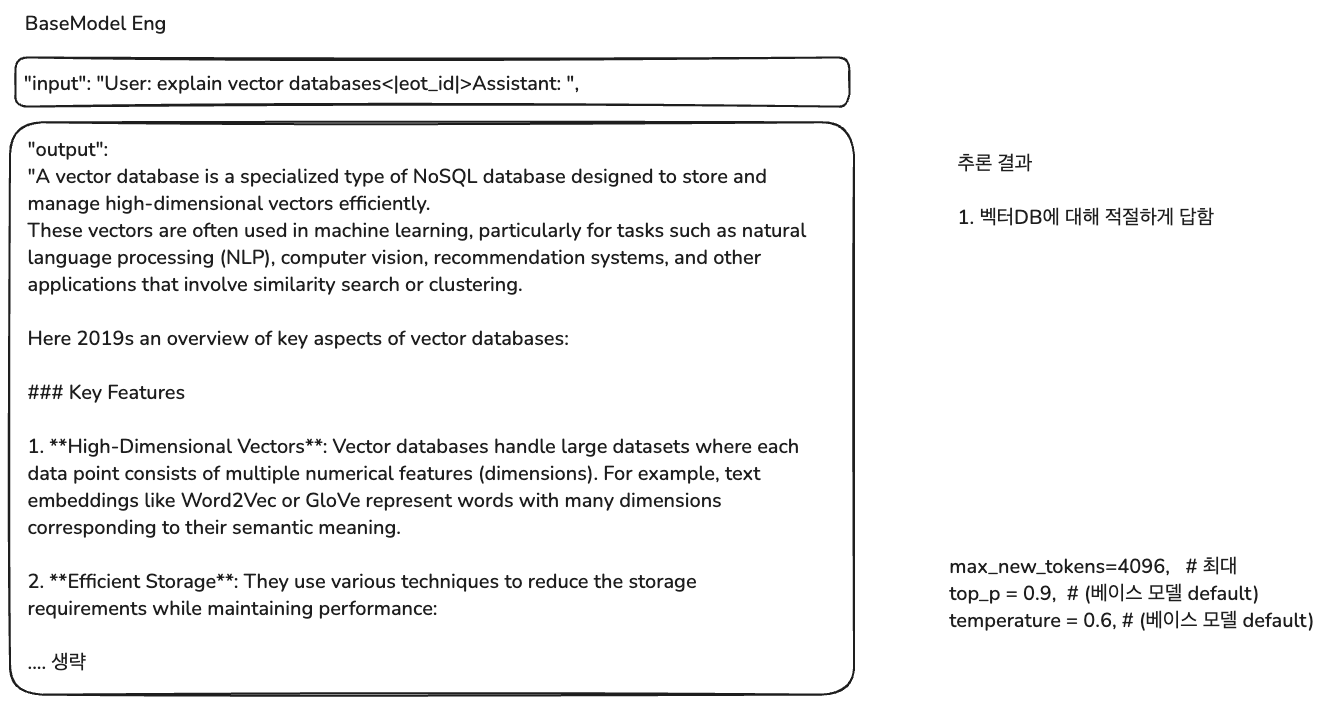 BaseModel Eng
"input": "User: explain vector databases<|eot_id|>Assistant: ",
"output":
"A vector database is a specialized type of NoSQL database designed to store and
manage high-dimensional vectors efficiently.
These vectors are often used in machine learning, particularly for tasks such as natural
language processing (NLP), computer vision, recommendation systems, and other
applications that involve similarity search or clustering.
Here 2019s an overview of key aspects of vector databases:
### Key Features
1. **High-Dimensional Vectors**: Vector databases handle large datasets where each
data point consists of multiple numerical features (dimensions). For example, text
embeddings like Word2Vec or GloVe represent words with many dimensions
corresponding to their semantic meaning.
2. **Efficient Storage**: They use various techniques to reduce the storage
requirements while maintaining performance:
.... 생략
추론 결과
1. 벡터DB에 대해 적절하게 답함
max_new_tokens=4096, # 최대
top_p = 0.9, # (베이스 모델 default)
temperature = 0.6, # (베이스 모델 default)